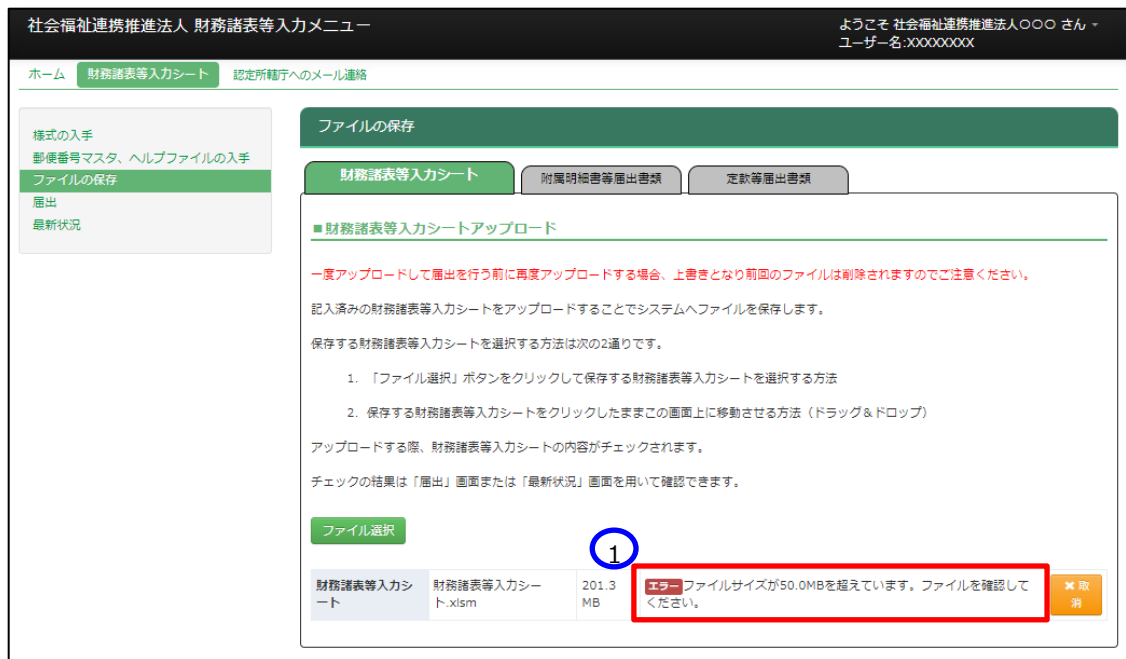 社会福祉連携推進法人 財務諸表等入力メニュー
ようこそ 社会福祉連携推進法人〇〇〇 さん
ユーザー名:XXXXXXXX
ホーム 財務諸表等入力シート 認定所轄庁へのメール連絡
様式の入手
郵便番号マスタ、ヘルプファイルの入手
ファイルの保存
届出
最新状況
ファイルの保存
財務諸表等入力シート 附属明細書等届出書類 定款等届出書類
■財務諸表等入力シートアップロード
一度アップロードして届出を行う前に再度アップロードする場合、上書きとなり前回のファイルは削除されますのでご注意ください。
記入済みの財務諸表等入力シートをアップロードすることでシステムへファイルを保存します。
保存する財務諸表等入力シートを選択する方法は次の2通りです。
1. 「ファイル選択」ボタンをクリックして保存する財務諸表等入力シートを選択する方法
2. 保存する財務諸表等入力シートをクリックしたままこの画面上に移動させる方法（ドラッグ＆ドロップ）
アップロードする際、財務諸表等入力シートの内容がチェックされます。
チェックの結果は「届出」画面または「最新状況」画面を用いて確認できます。
ファイル選択
1
財務諸表等入力シ
ート
財務諸表等入力シー
ト.xlsm
201.3
MB
エラー ファイルサイズが50.0MBを超えています。ファイルを確認して
ください。
✖ 取
消